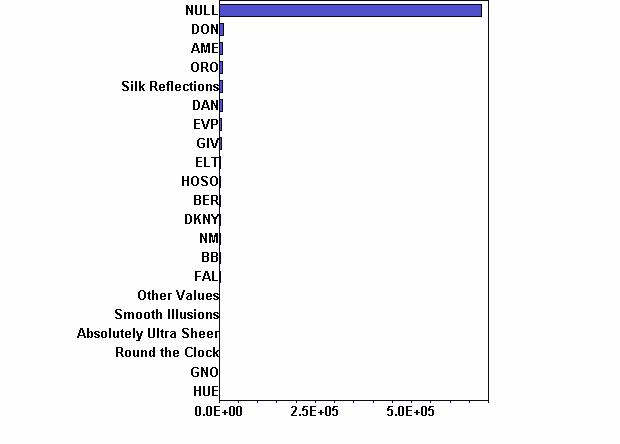 NULL
DON
AME
ORO
Silk Reflections
DAN
EVP
GIV
ELT
HOSO
BER
DKNY
NM
BB
FAL
Other Values
Smooth Illusions
Absolutely Ultra Sheer
Round the Clock
GNO
HUE
0.0E+00 2.5E+05 5.0E+05